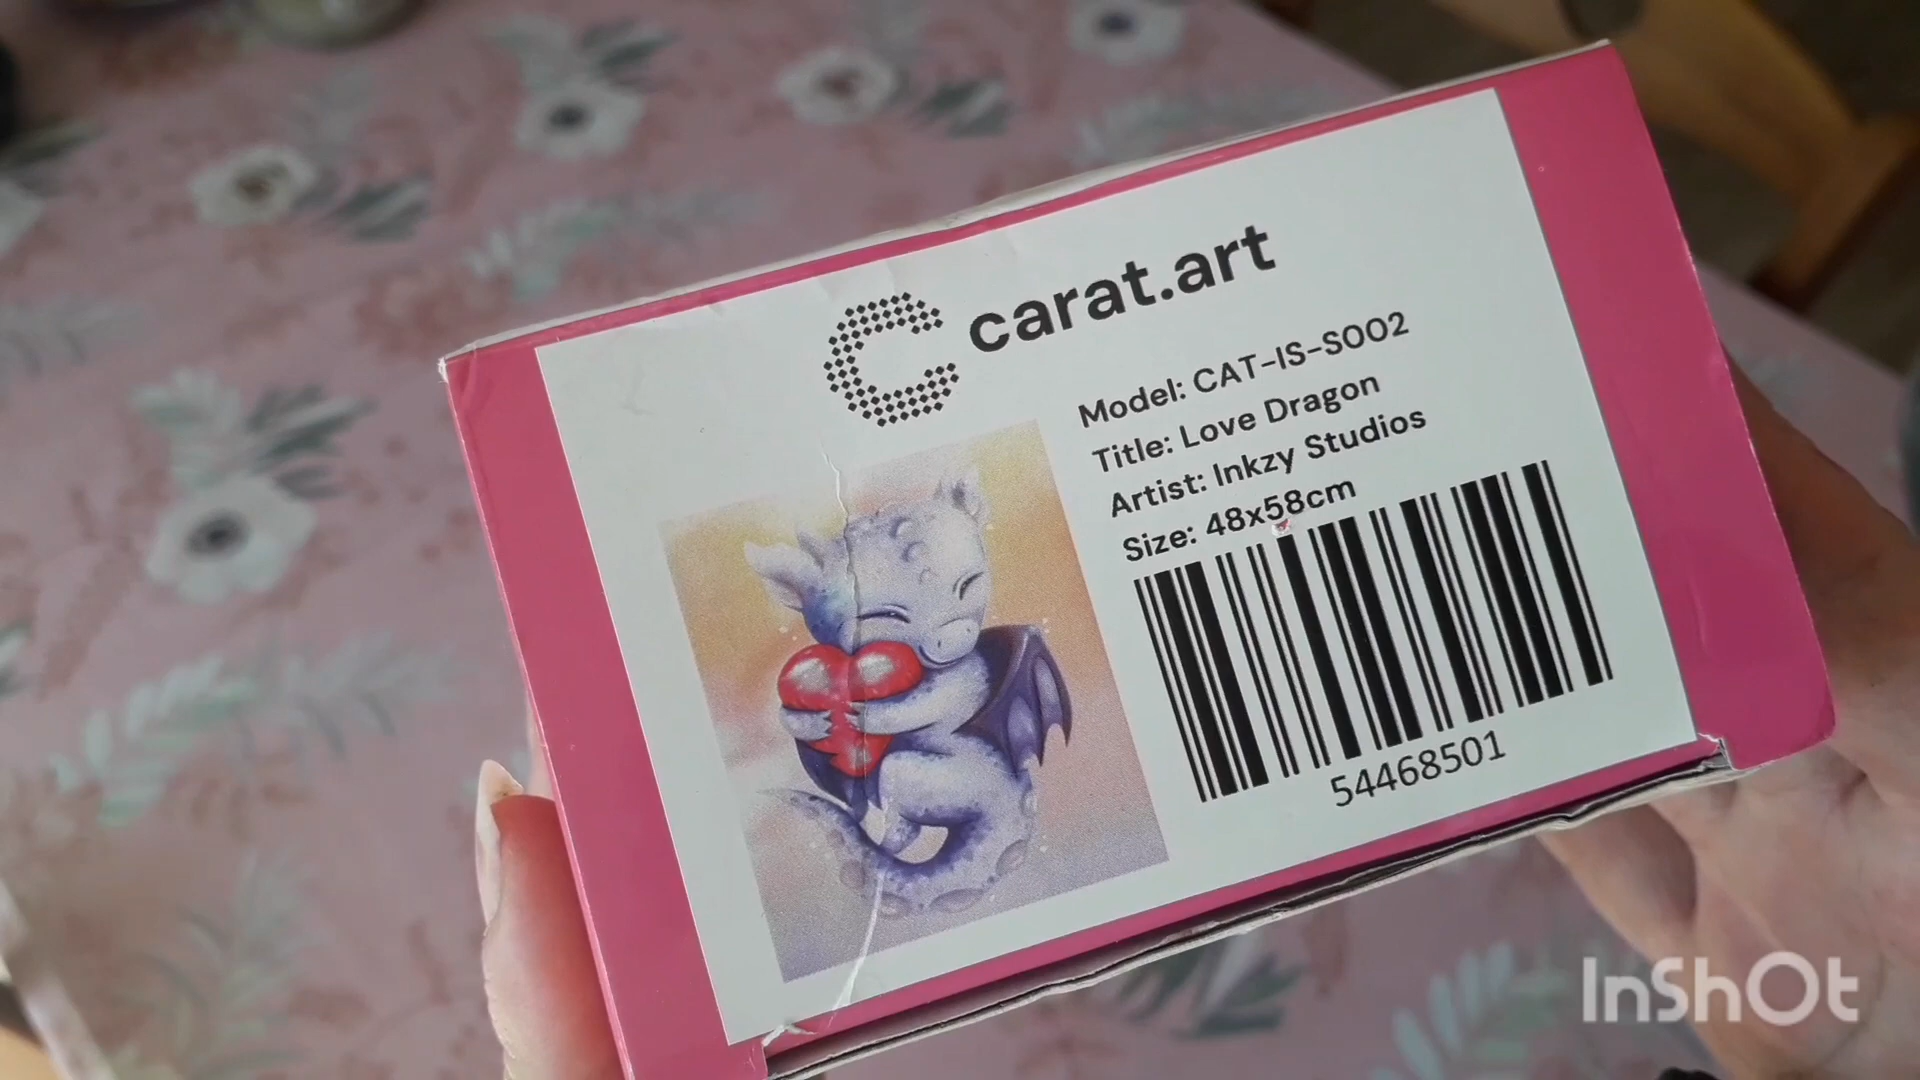 carat.art
Model: CAT-IS-S002
Title: Love Dragon
Artist: Inkzy Studios
Size: 48x58cm
54468501
InShOt